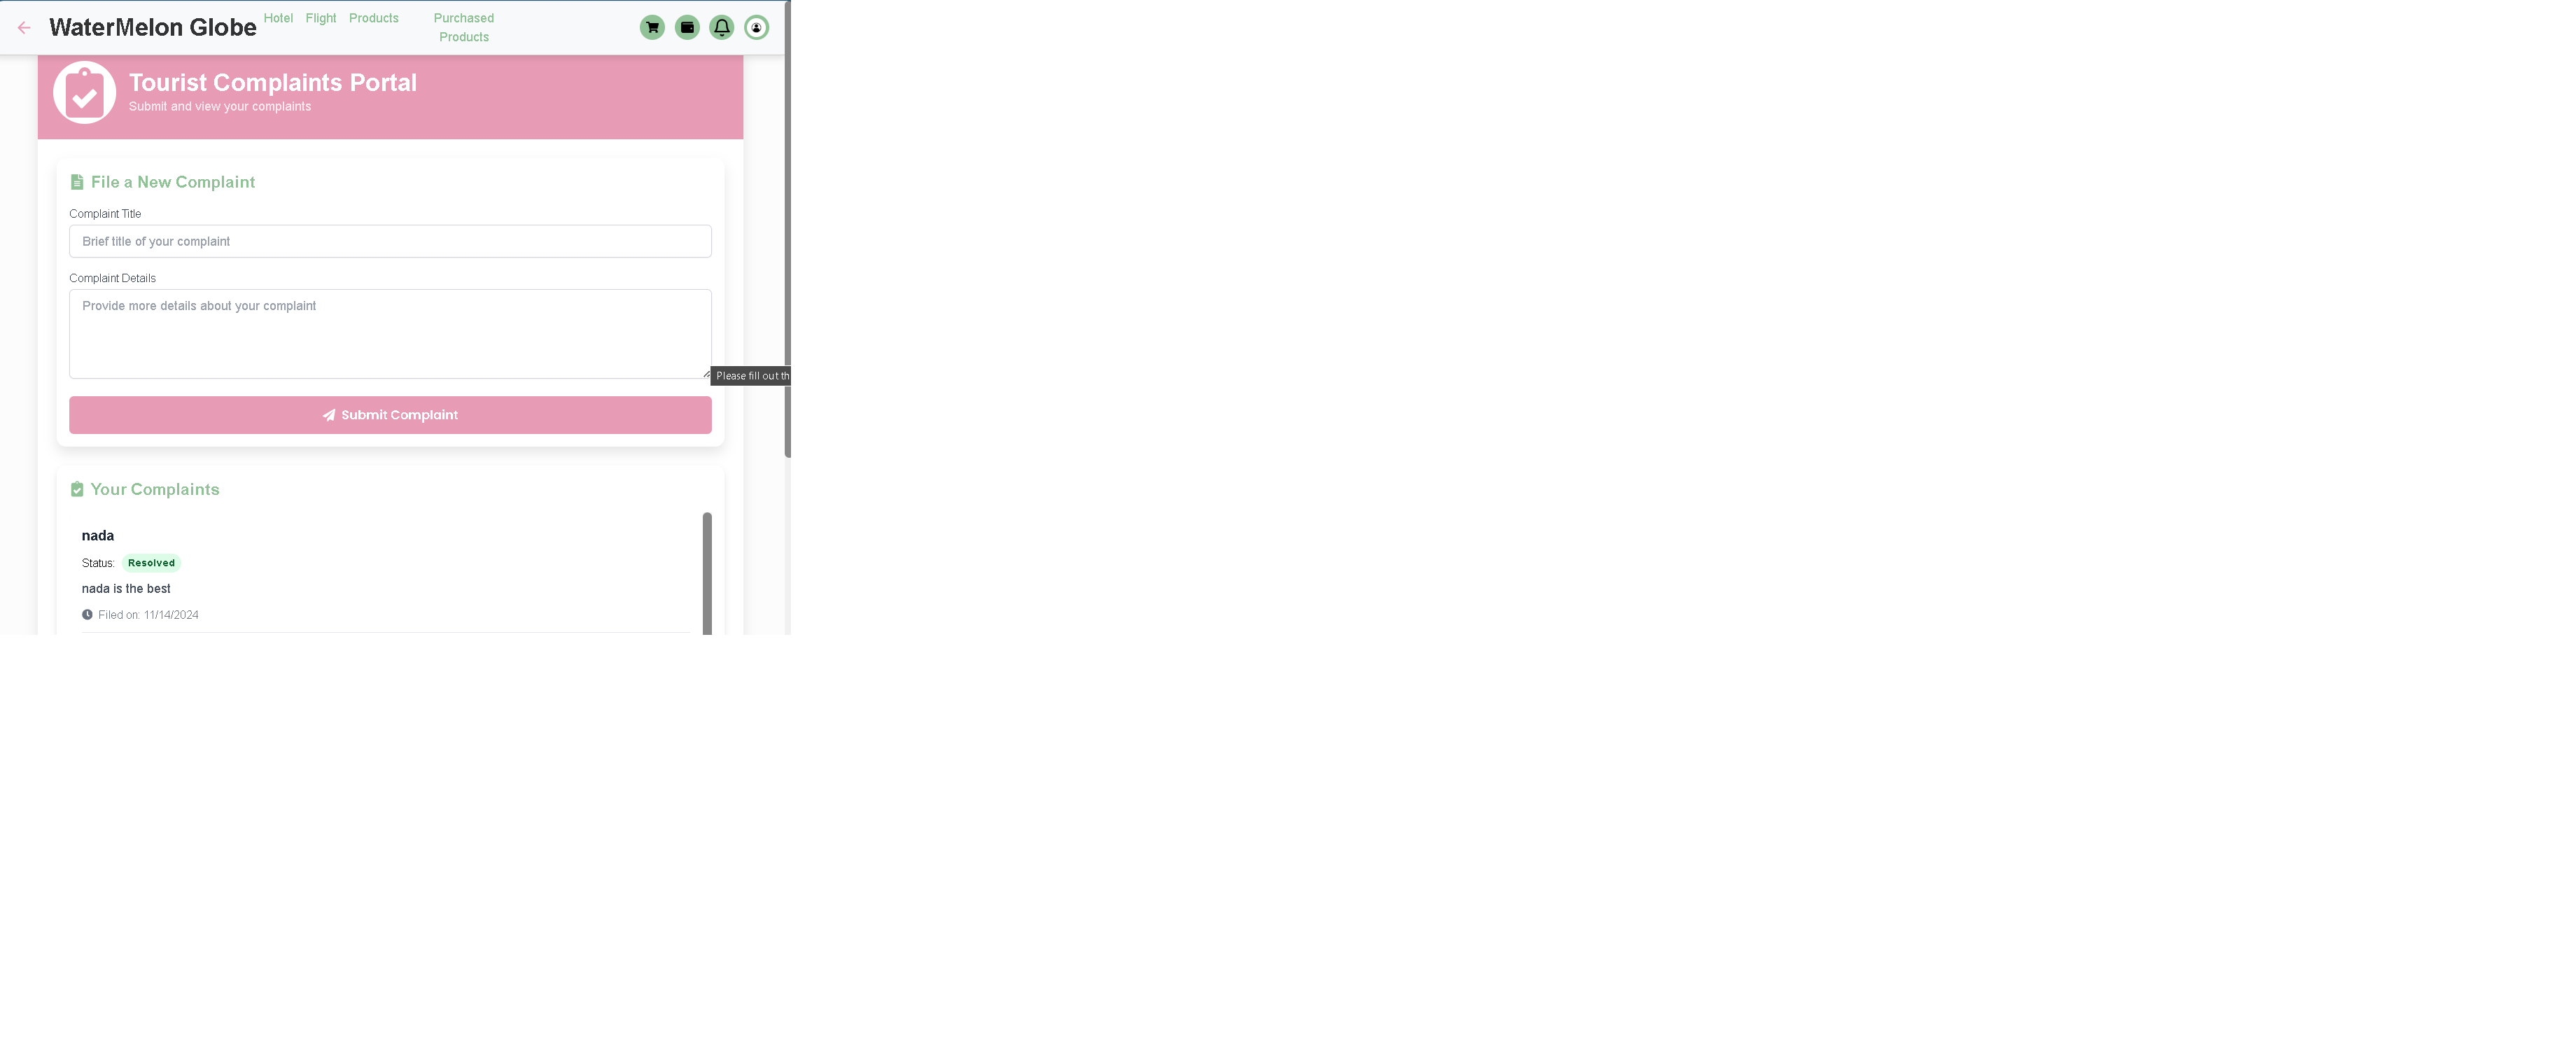 WaterMelon Globe
Hotel
Flight
Products
Purchased
Products
Tourist Complaints Portal
Submit and view your complaints
File a New Complaint
Complaint Title
Brief title of your complaint
Complaint Details
Provide more details about your complaint
Please fill out th
Submit Complaint
Your Complaints
nada
Status: Resolved
nada is the best
Filed on: 11/14/2024